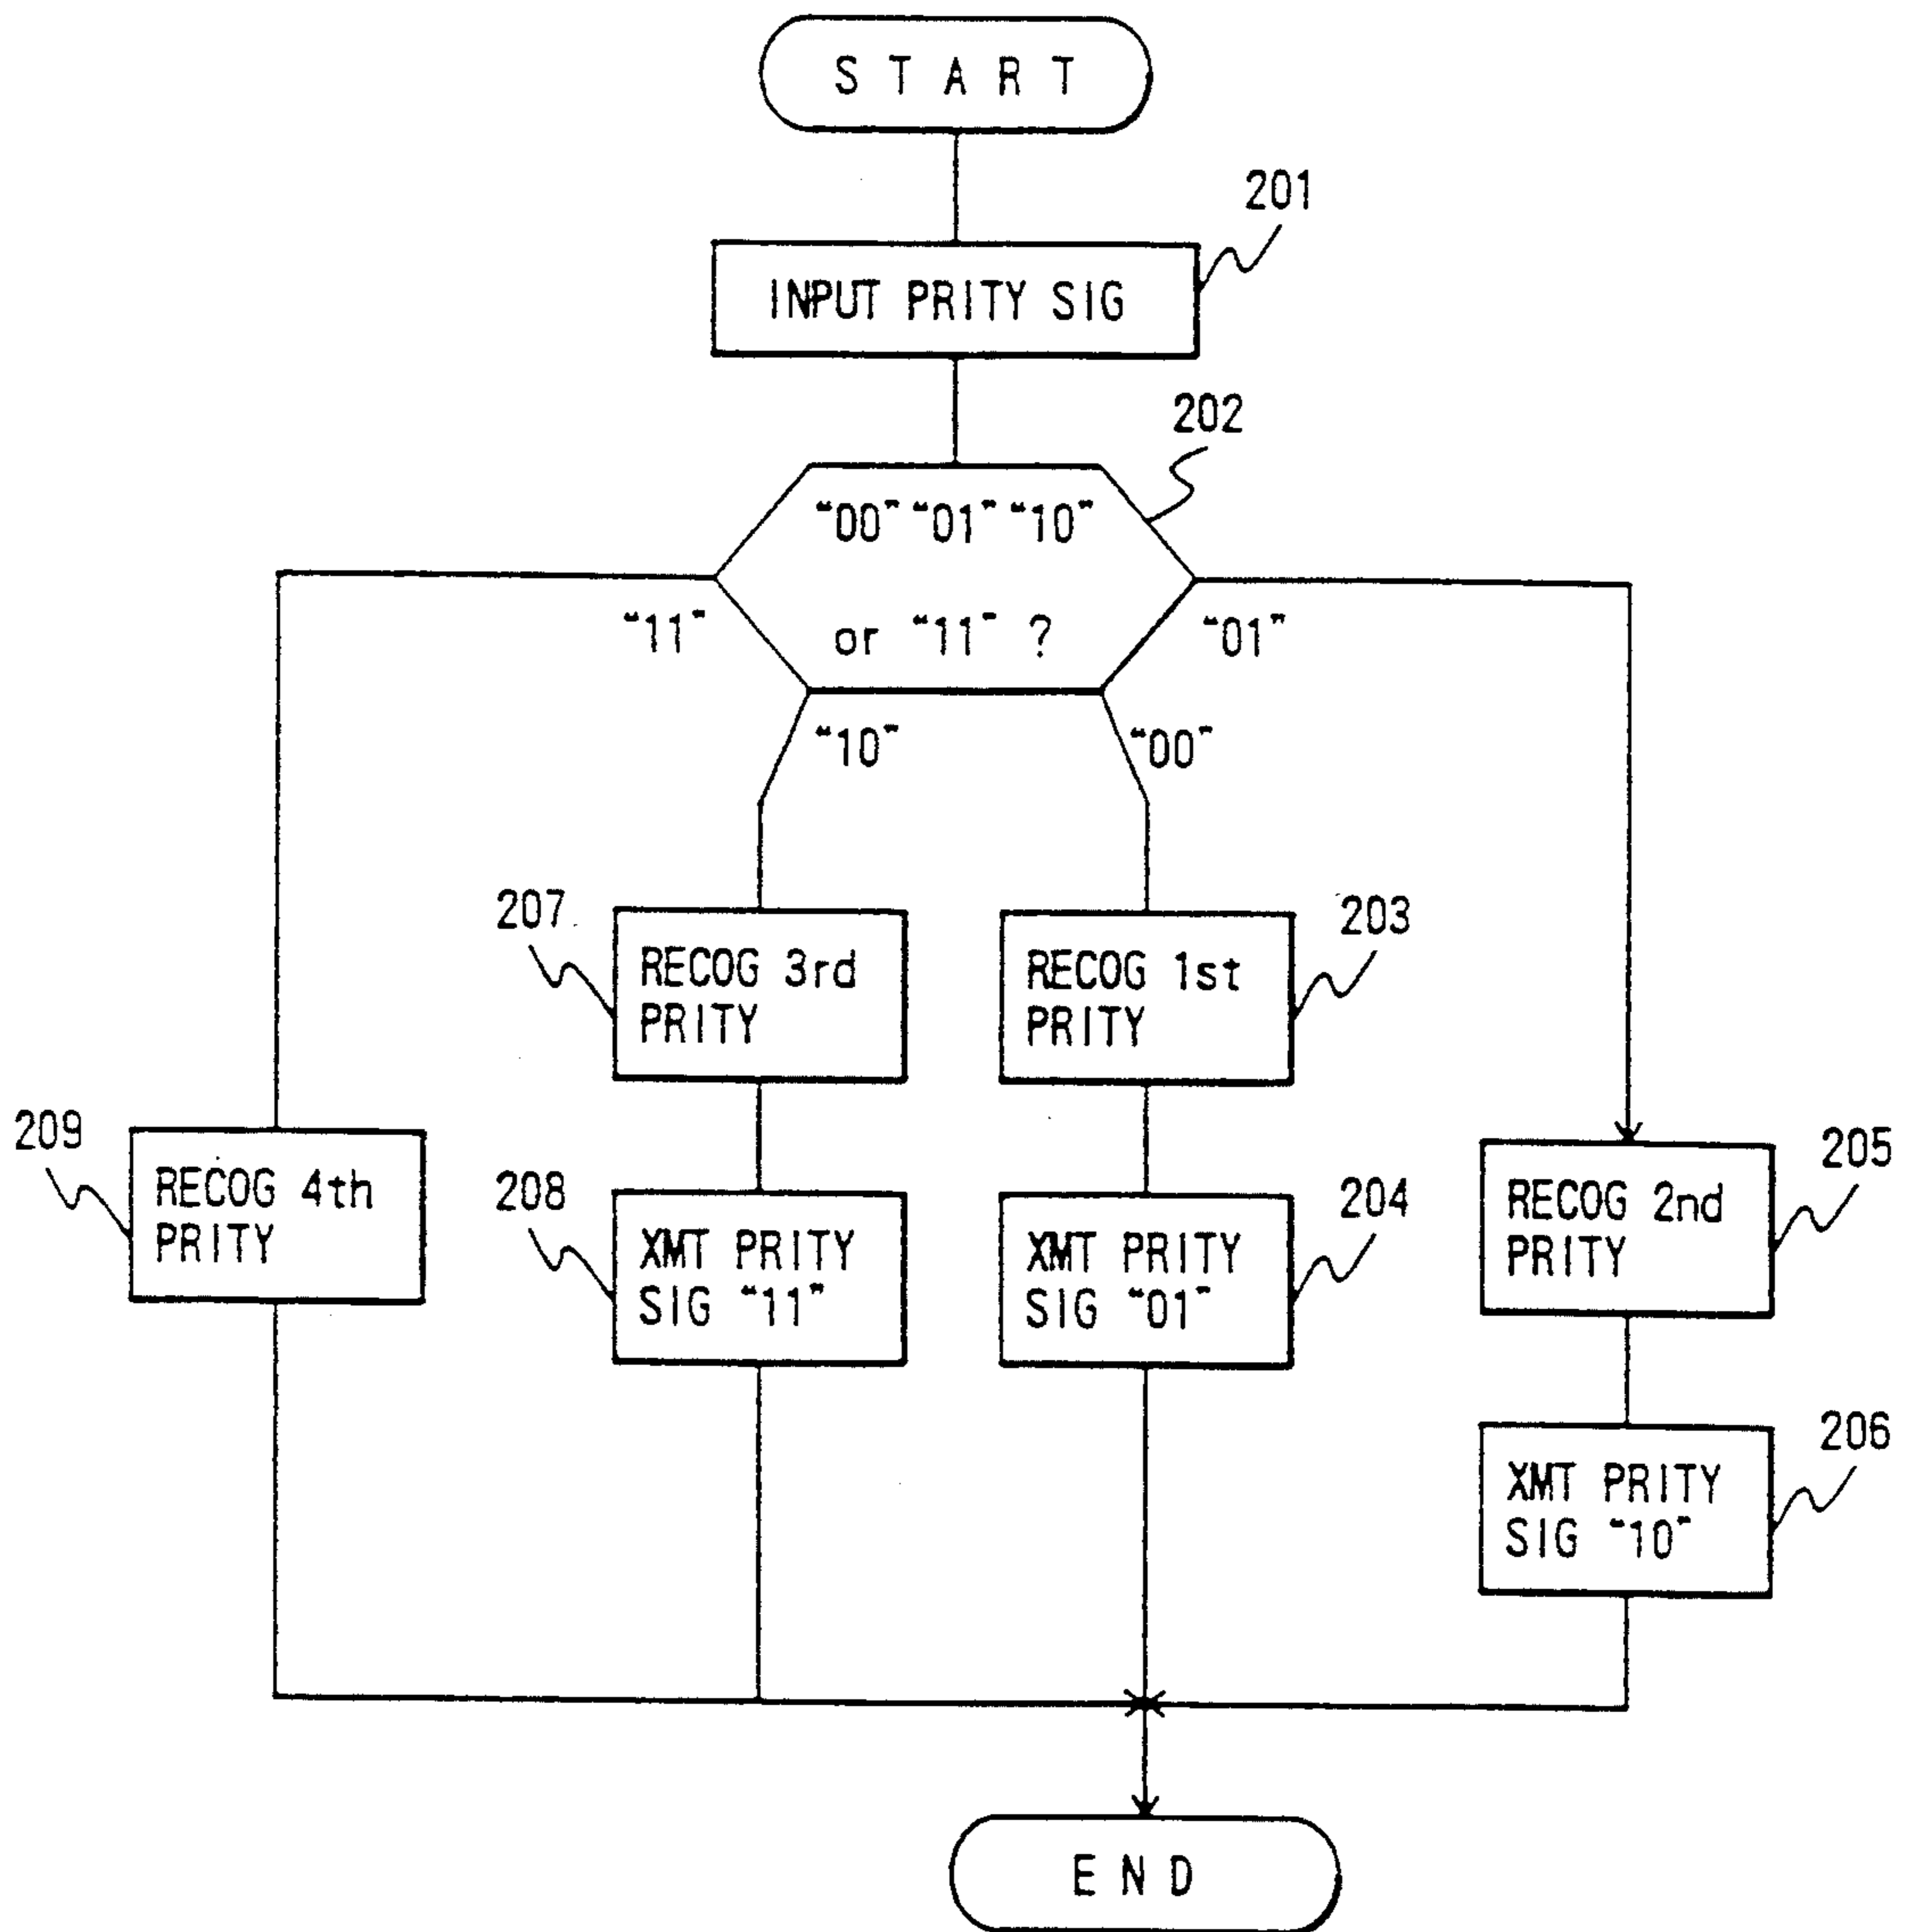 S T A R T
201
INPUT PRITY SIG
202
“00” “01” “10”
or “11” ?
“11”
“01”
“10”
“00”
207
RECOG 3rd
PRITY
203
RECOG 1st
PRITY
209
RECOG 4th
PRITY
208
XMT PRITY
SIG “11”
204
XMT PRITY
SIG “01”
205
RECOG 2nd
PRITY
206
XMT PRITY
SIG “10”
E N D